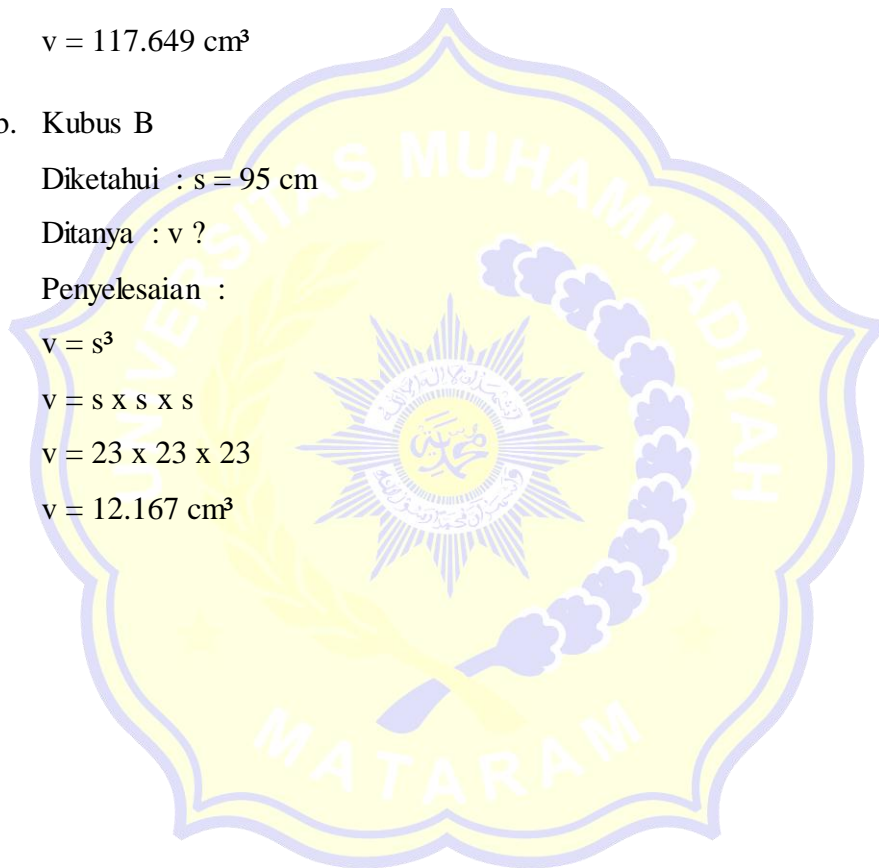 v = 117.649 cm³
b. Kubus B
Diketahui : s = 95 cm
Ditanya : v ?
Penyelesaian :
v = s³
v = s x s x s
v = 23 x 23 x 23
v = 12.167 cm³
UNIVERSITAS MUHAMMADIYAH
MATARAM